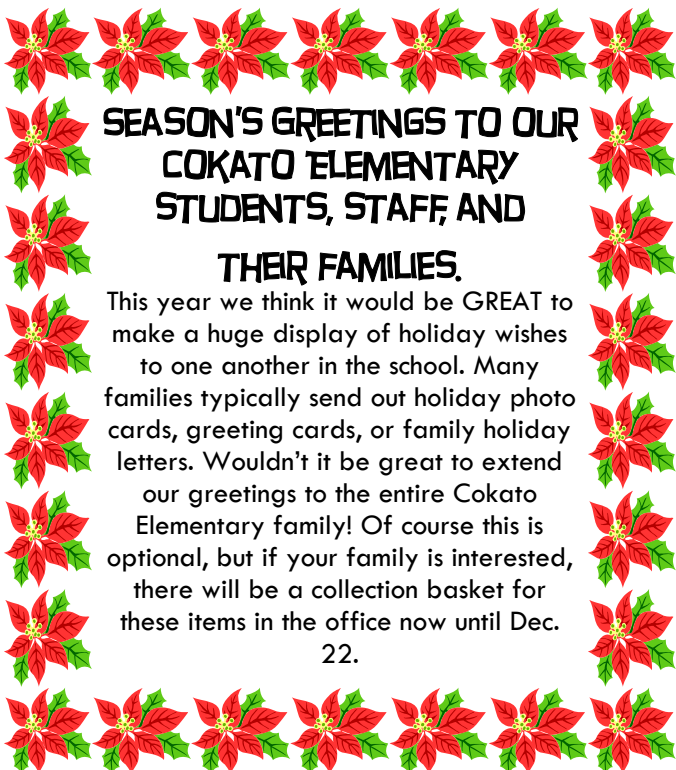 SEASON'S GREETINGS TO OUR
COKATO ELEMENTARY
STUDENTS, STAFF, AND
THEIR FAMILIES.
This year we think it would be GREAT to
make a huge display of holiday wishes
to one another in the school. Many
families typically send out holiday photo
cards, greeting cards, or family holiday
letters. Wouldn't it be great to extend
our greetings to the entire Cokato
Elementary family! Of course this is
optional, but if your family is interested,
there will be a collection basket for
these items in the office now until Dec.
22.